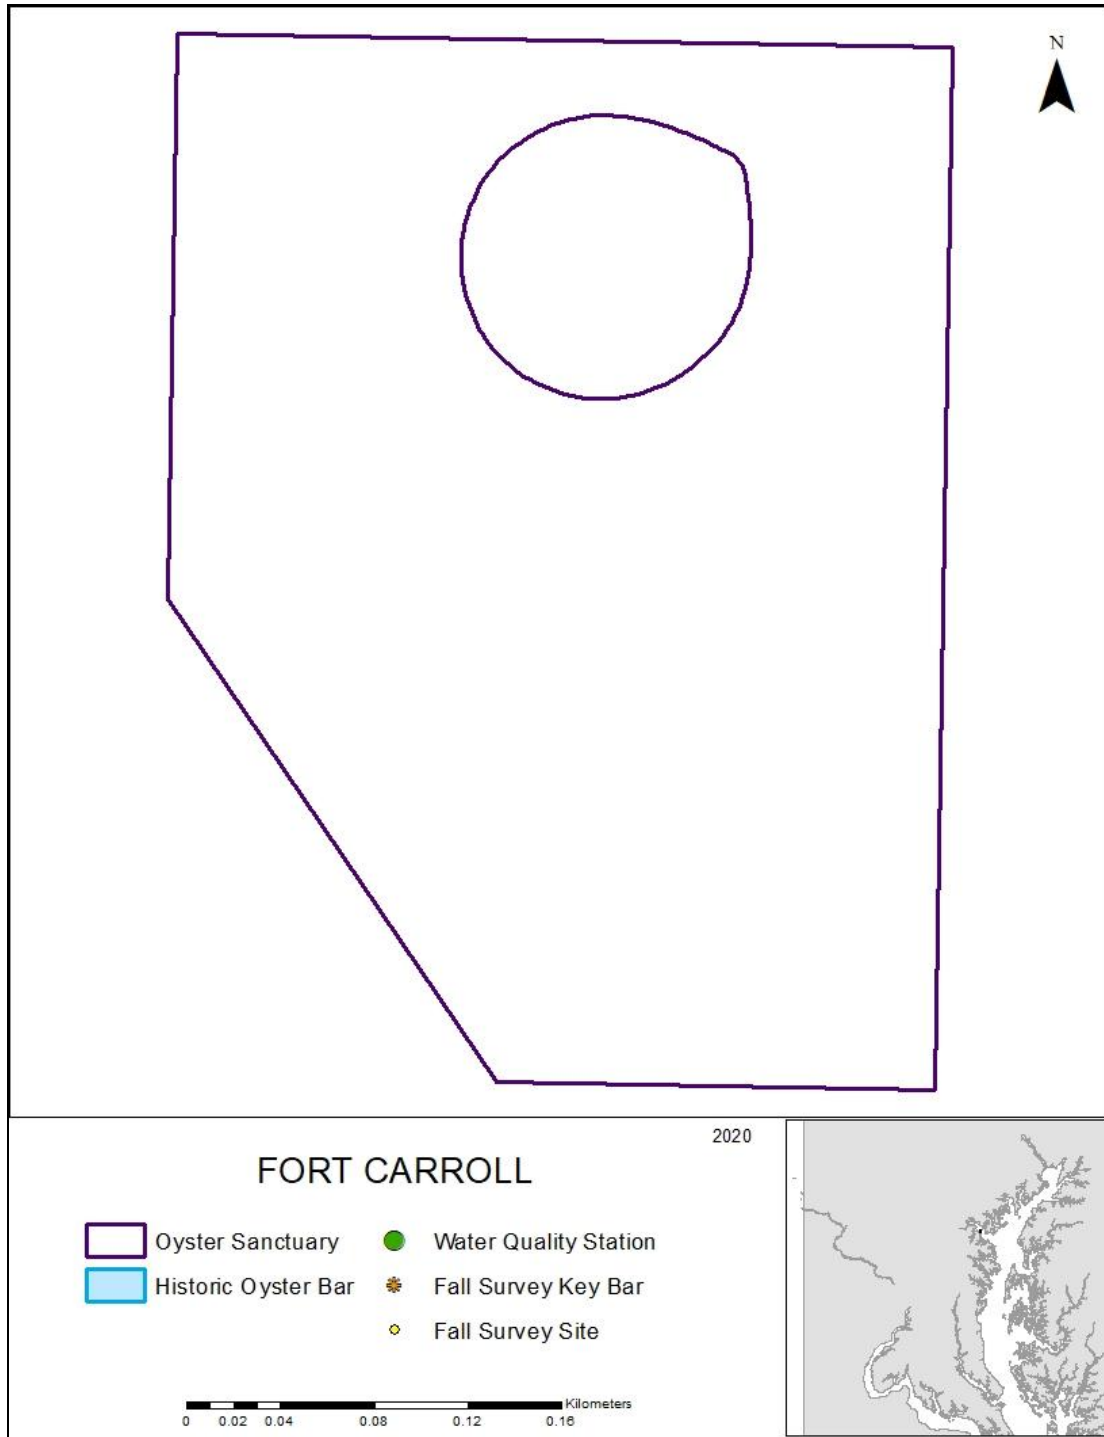 N
2020
FORT CARROLL
Oyster Sanctuary
Water Quality Station
Historic Oyster Bar
Fall Survey Key Bar
Fall Survey Site
Kilometers
0 0.02 0.04 0.08 0.12 0.16